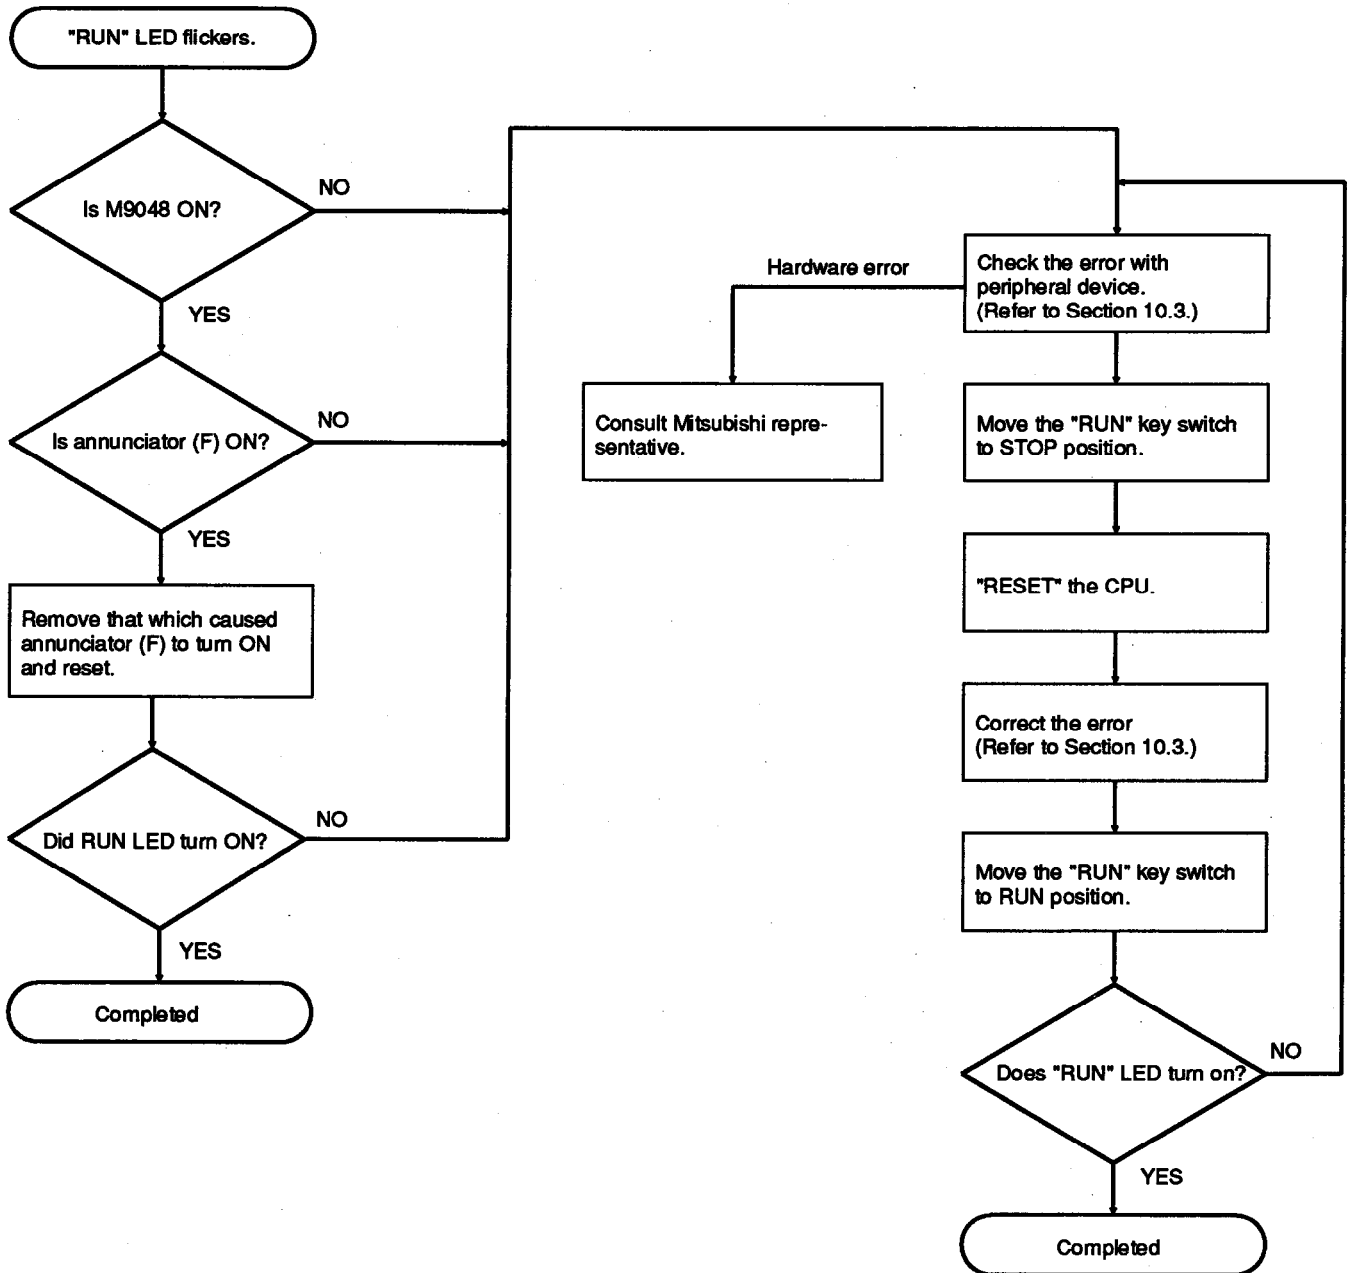 "RUN" LED flickers.
Is M9048 ON?
NO
YES
Is annunciator (F) ON?
NO
YES
Remove that which caused
annunciator (F) to turn ON
and reset.
Did RUN LED turn ON?
NO
YES
Completed
Check the error with
peripheral device.
(Refer to Section 10.3.)
Hardware error
Consult Mitsubishi repre-
sentative.
Move the "RUN" key switch
to STOP position.
"RESET" the CPU.
Correct the error
(Refer to Section 10.3.)
Move the "RUN" key switch
to RUN position.
Does "RUN" LED turn on?
NO
YES
Completed